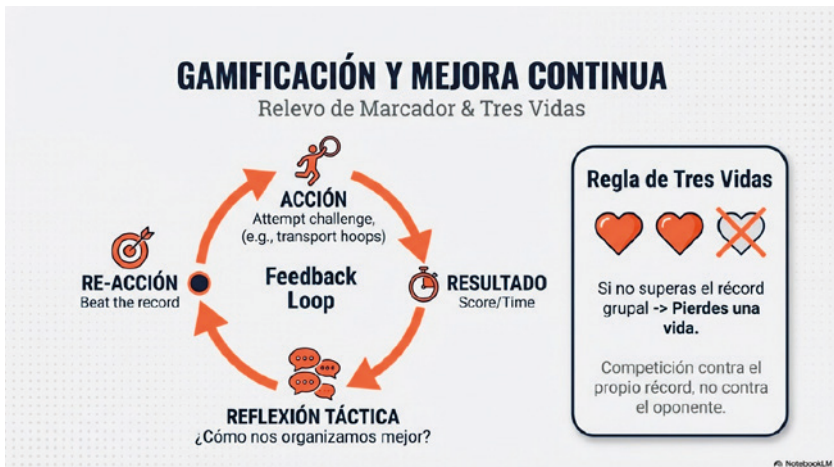 GAMIFICACIÓN Y MEJORA CONTINUA
Relevo de Marcador & Tres Vidas
ACCIÓN
Attempt challenge,
(e.g., transport hoops)
RE-ACCIÓN
Beat the record
Feedback
Loop
RESULTADO
Score/Time
REFLEXIÓN TÁCTICA
¿Cómo nos organizamos mejor?
Regla de Tres Vidas
Si no superas el récord
grupal -> Pierdes una
vida.
Competición contra el
propio récord, no contra
el oponente.
NotebookLM